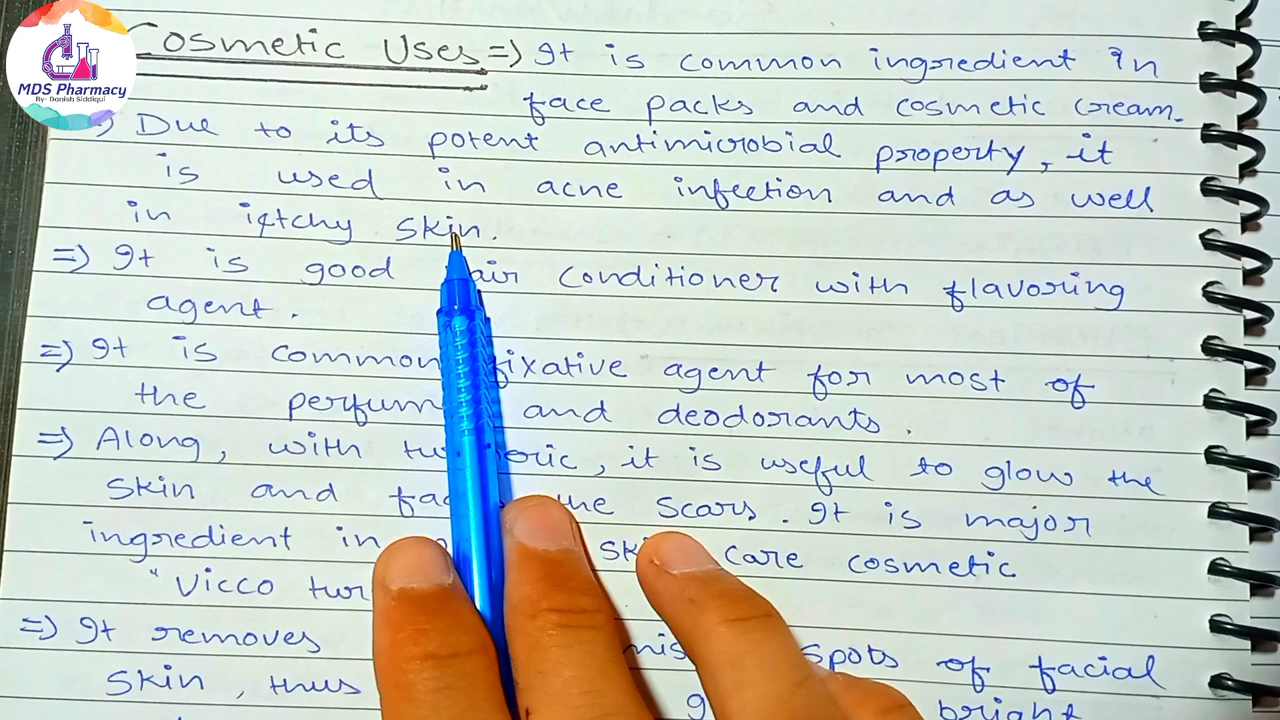 MDS Pharmacy
By- Danish Siddiqui
Cosmetic Uses => It is common ingredient in
face packs and cosmetic cream.
=> Due to its potent antimicrobial property, it
is used in acne infection and as well
in itchy skin.
=> It is good air conditioner with flavoring
agent.
=> It is common fixative agent for most of
the perfum and deodorants.
=> Along, with tu eric, it is useful to glow the
skin and the scars. It is major
ingredient in care cosmetic
"Vicco tur
=> It removes spots of facial
skin, thus bright